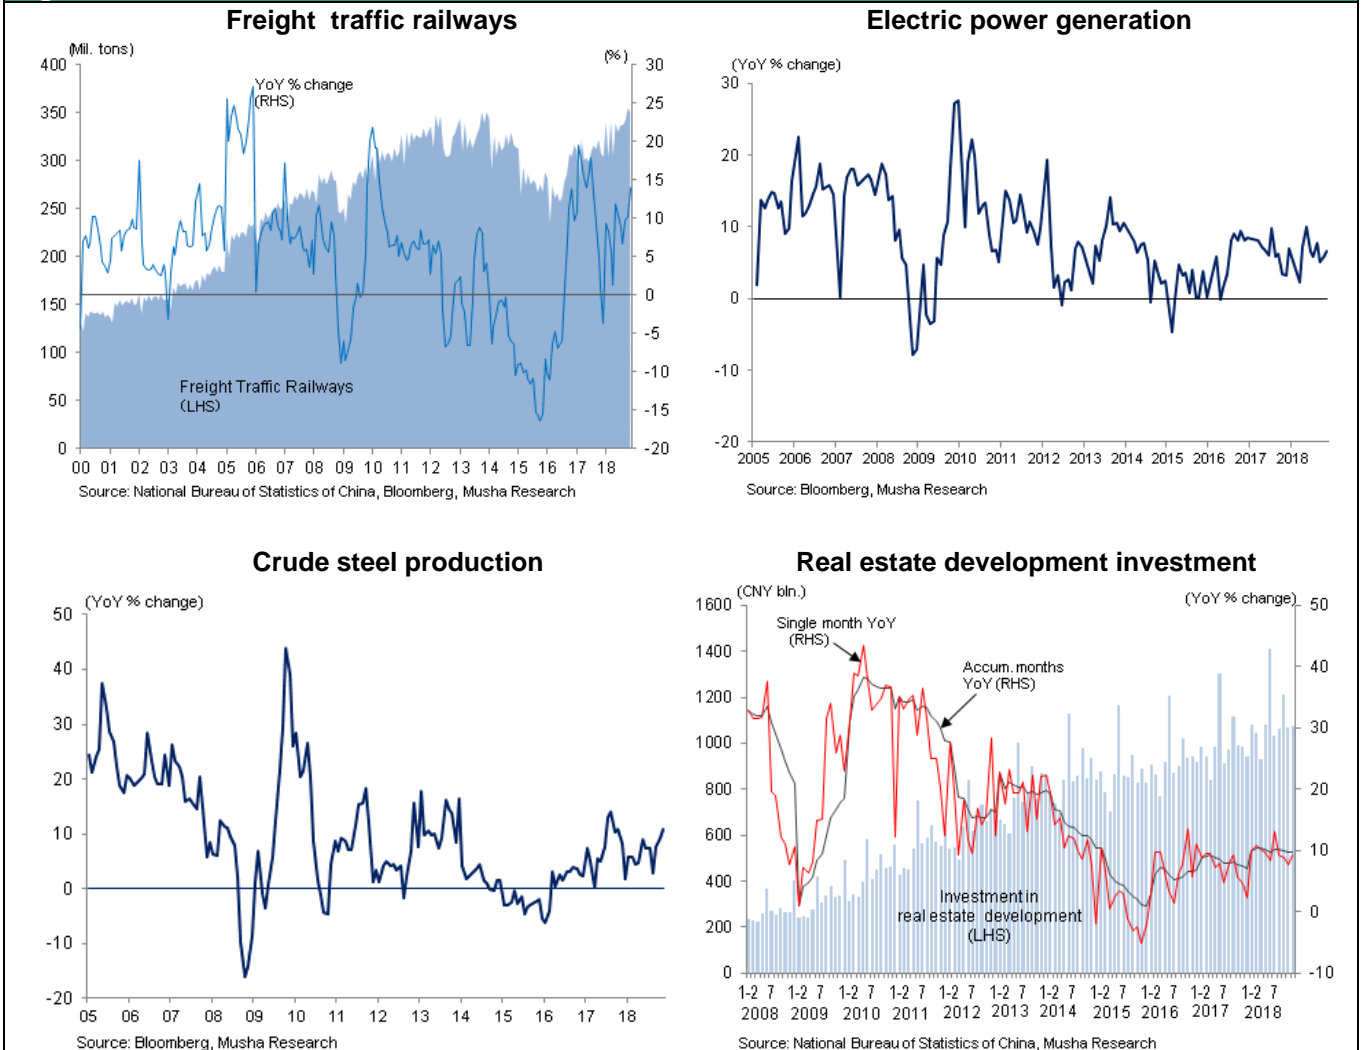 Freight traffic railways
(Mil. tons)
(%)
400
350
300
250
200
150
100
50
0
30
25
20
15
10
5
0
-5
-10
-15
-20
YoY % change
(RHS)
Freight Traffic Railways
(LHS)
00 01 02 03 04 05 06 07 08 09 10 11 12 13 14 15 16 17 18
Source: National Bureau of Statistics of China, Bloomberg, Musha Research
Electric power generation
(YoY % change)
30
20
10
0
-10
-20
2005 2006 2007 2008 2009 2010 2011 2012 2013 2014 2015 2016 2017 2018
Source: Bloomberg, Musha Research
Crude steel production
(YoY % change)
50
40
30
20
10
0
-10
-20
05 06 07 08 09 10 11 12 13 14 15 16 17 18
Source: Bloomberg, Musha Research
Real estate development investment
(CNY bln.)
(YoY % change)
1600
1400
1200
1000
800
600
400
200
0
50
40
30
20
10
0
-10
Single month YoY
(RHS)
Accum. months
YoY (RHS)
Investment in
real estate development
(LHS)
1-2 7 1-2 7 1-2 7 1-2 7 1-2 7 1-2 7 1-2 7 1-2 7 1-2 7 1-2 7 1-2 7
2008 2009 2010 2011 2012 2013 2014 2015 2016 2017 2018
Source: National Bureau of Statistics of China, Musha Research